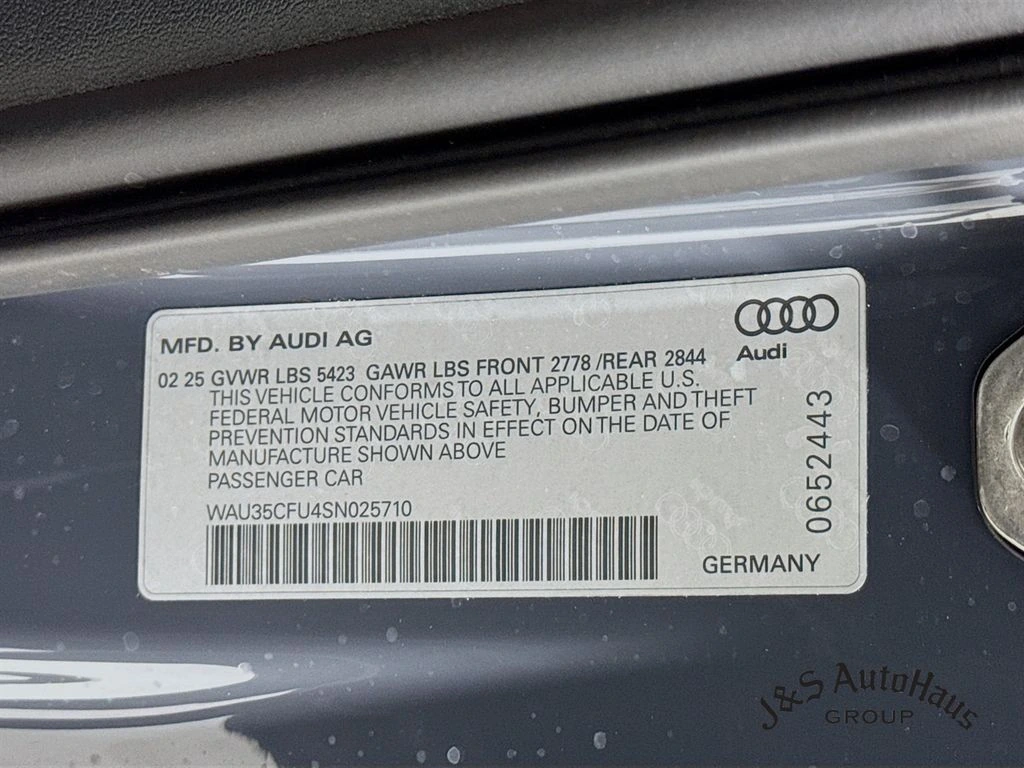 MFD. BY AUDI AG
Audi
02 25 GVWR LBS 5423 GAWR LBS FRONT 2778 /REAR 2844
THIS VEHICLE CONFORMS TO ALL APPLICABLE U.S.
FEDERAL MOTOR VEHICLE SAFETY, BUMPER AND THEFT
PREVENTION STANDARDS IN EFFECT ON THE DATE OF
MANUFACTURE SHOWN ABOVE
PASSENGER CAR
WAU35CFU4SN025710
0652443
GERMANY
J&S AutoHaus
GROUP